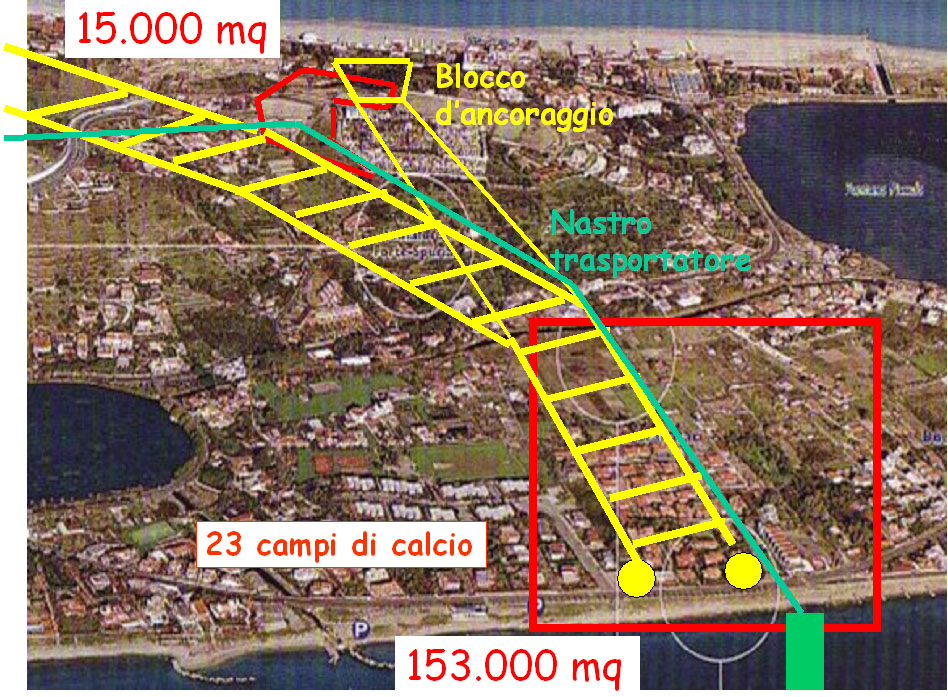 15.000 mq
Blocco
d'ancoraggio
Nastro
trasportatore
23 campi di calcio
P
153.000 mq